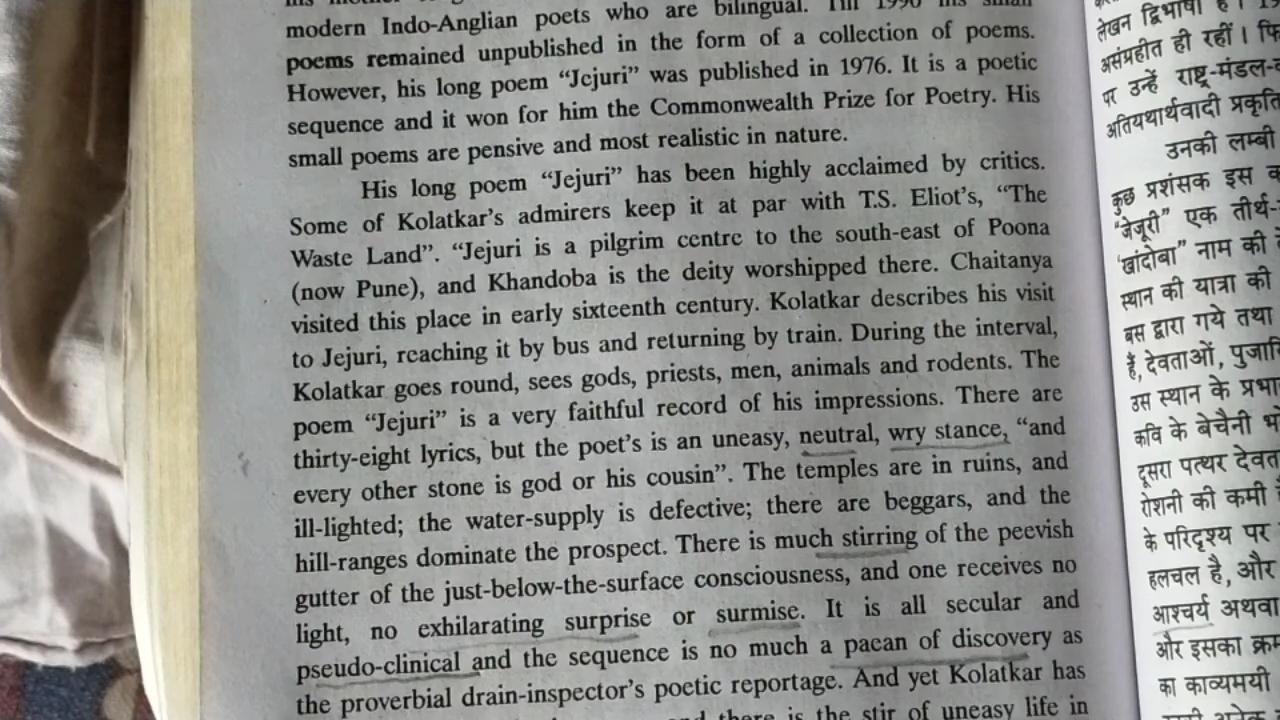 modern Indo-Anglian poets who are bilingual. Till 1990 his small
poems remained unpublished in the form of a collection of poems.
However, his long poem “Jejuri” was published in 1976. It is a poetic
sequence and it won for him the Commonwealth Prize for Poetry. His
small poems are pensive and most realistic in nature.
His long poem “Jejuri” has been highly acclaimed by critics.
Some of Kolatkar's admirers keep it at par with T.S. Eliot's, “The
Waste Land”. “Jejuri is a pilgrim centre to the south-east of Poona
(now Pune), and Khandoba is the deity worshipped there. Chaitanya
visited this place in early sixteenth century. Kolatkar describes his visit
to Jejuri, reaching it by bus and returning by train. During the interval,
Kolatkar goes round, sees gods, priests, men, animals and rodents. The
poem “Jejuri” is a very faithful record of his impressions. There are
thirty-eight lyrics, but the poet's is an uneasy, neutral, wry stance, “and
every other stone is god or his cousin”. The temples are in ruins, and
ill-lighted; the water-supply is defective; there are beggars, and the
hill-ranges dominate the prospect. There is much stirring of the peevish
gutter of the just-below-the-surface consciousness, and one receives no
light, no exhilarating surprise or surmise. It is all secular and
pseudo-clinical and the sequence is no much a paean of discovery as
the proverbial drain-inspector's poetic reportage. And yet Kolatkar has
there is the stir of uneasy life in
लेखन द्विभाषी है।
असंग्रहीत ही रहीं।
पर उन्हें राष्ट्र-मंडल-
अतियथार्थवादी प्रकृति
उनकी लम्बी
कुछ प्रशंसक इस
“जेजूरी” एक तीर्थ-
'खांदोबा” नाम की
स्थान की यात्रा की
बस द्वारा गये तथा
हैं, देवताओं,
उस स्थान के
कवि के बेचैनी
दूसरा पत्थर
रोशनी की कमी
के परिदृश्य पर
हलचल है, और
आश्चर्य अथवा
और इसका
का काव्यमयी